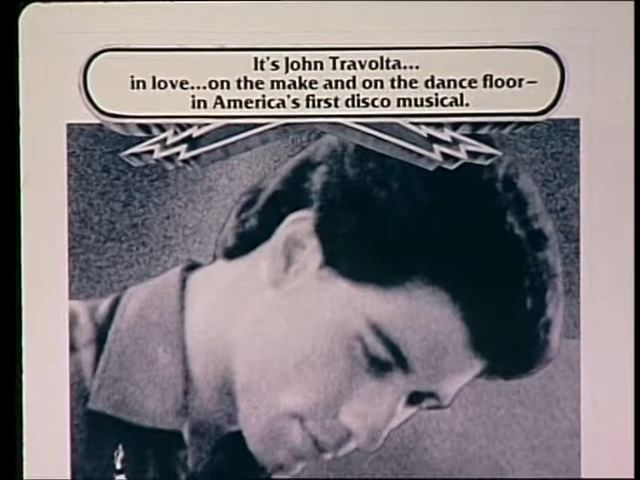 It's John Travolta...
in love...on the make and on the dance floor–
in America's first disco musical.